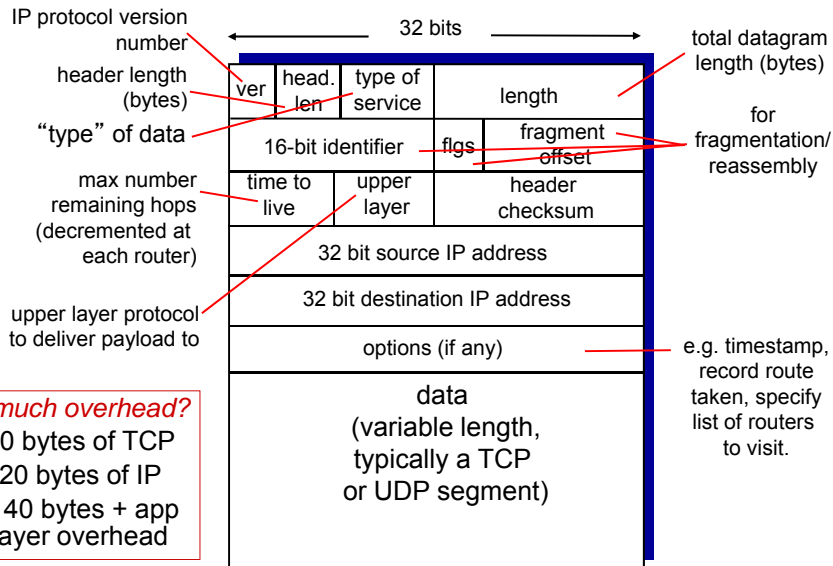 IP protocol version
number
32 bits
total datagram
length (bytes)
header length
(bytes)
ver
head.
len
type of
service
length
“type” of data
for
fragmentation/
reassembly
16-bit identifier
flgs
fragment
offset
max number
remaining hops
(decremented at
each router)
time to
live
upper
layer
header
checksum
32 bit source IP address
32 bit destination IP address
upper layer protocol
to deliver payload to
options (if any)
e.g. timestamp,
record route
taken, specify
list of routers
to visit.
data
(variable length,
typically a TCP
or UDP segment)
much overhead?
0 bytes of TCP
20 bytes of IP
40 bytes + app
ayer overhead